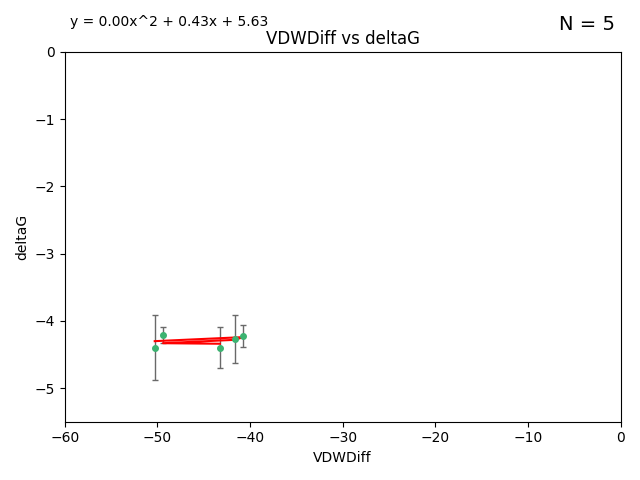 y = 0.00x^2 + 0.43x + 5.63
N = 5
VDWDiff vs deltaG
0
−1
−2
−3
−4
−5
deltaG
−60 −50 −40 −30 −20 −10 0
VDWDiff